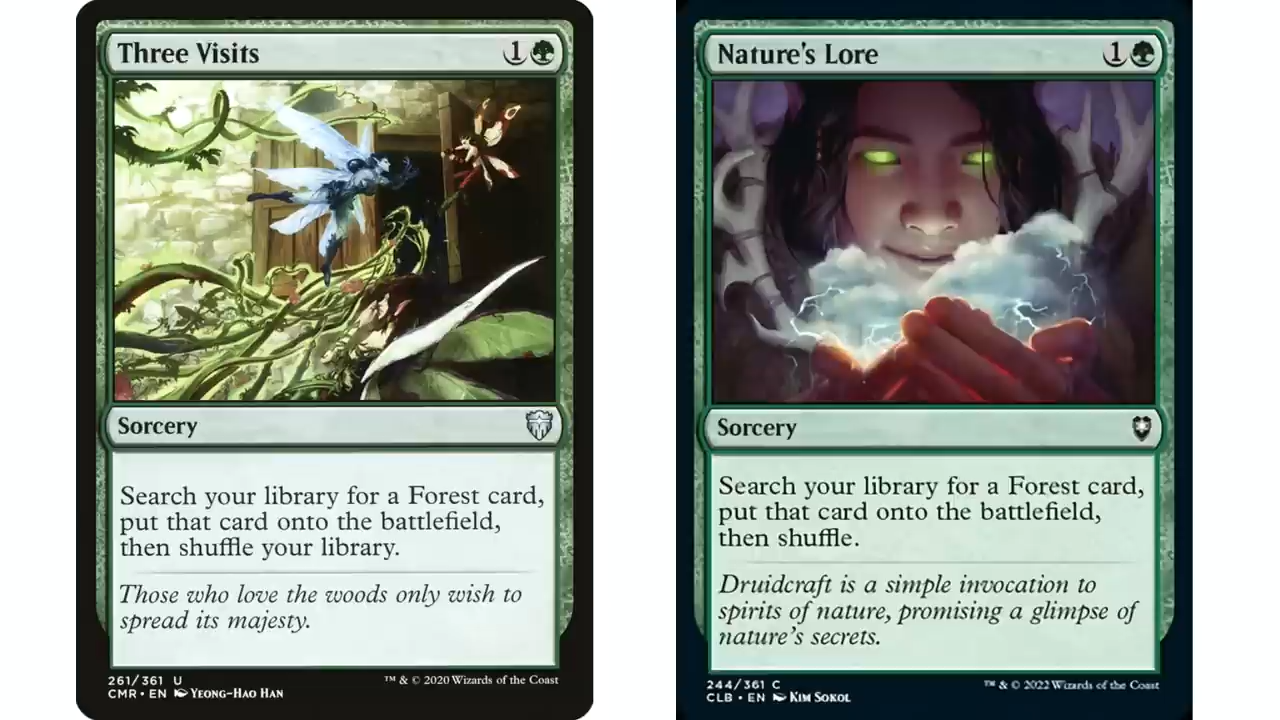 Three Visits 1
Sorcery
Search your library for a Forest card,
put that card onto the battlefield,
then shuffle your library.
Those who love the woods only wish to
spread its majesty.
261/361 U
CMR • EN Yeong-Hao Han
™ & © 2020 Wizards of the Coast
Nature's Lore 1
Sorcery
Search your library for a Forest card,
put that card onto the battlefield,
then shuffle.
Druidcraft is a simple invocation to
spirits of nature, promising a glimpse of
nature's secrets.
244/361 C
CLB • EN Kim Sokol
™ & © 2022 Wizards of the Coast